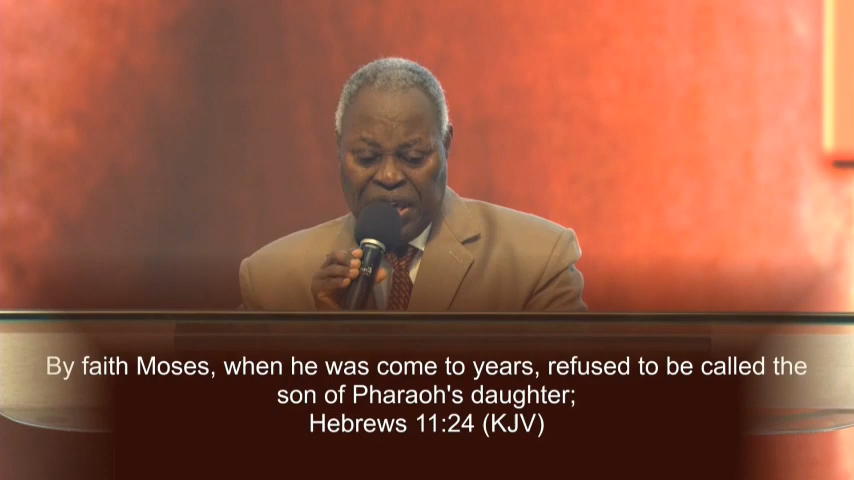 By faith Moses, when he was come to years, refused to be called the
son of Pharaoh's daughter;
Hebrews 11:24 (KJV)